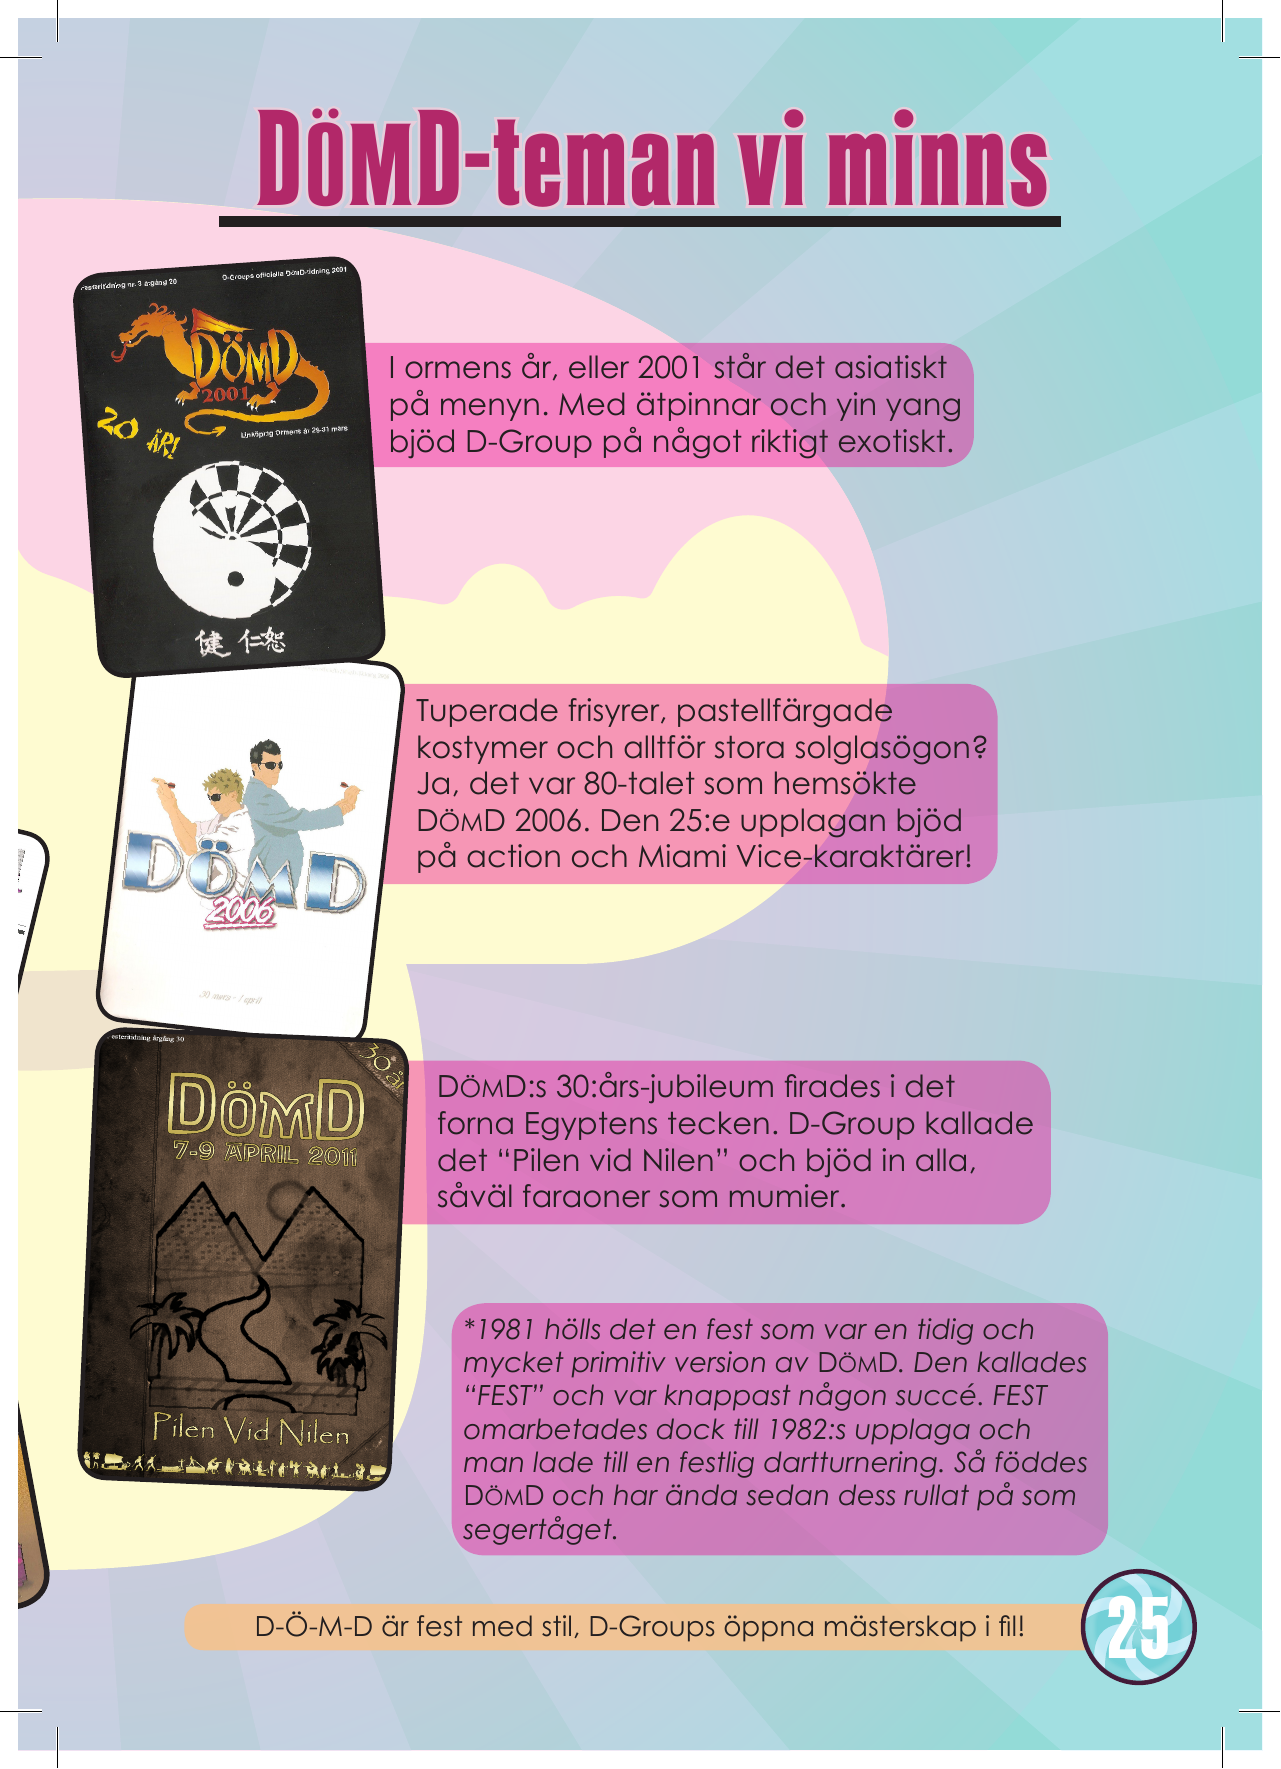 DÖMD-teman vi minns
festeritidning nr. 3 årgång 20
D-Groups officiella DÖMD-tidning 2001
DÖMD
2001
20 ÅR!
Linköping Ormens år 29-31 mars
健 仁恕
I ormens år, eller 2001 står det asiatiskt
på menyn. Med ätpinnar och yin yang
bjöd D-Group på något riktigt exotiskt.
DÖMD
2006
30 mars - 1 april
Tuperade frisyrer, pastellfärgade
kostymer och alltför stora solglasögon?
Ja, det var 80-talet som hemsökte
DÖMD 2006. Den 25:e upplagan bjöd
på action och Miami Vice-karaktärer!
festeritidning årgång 30
30 år
DÖMD
7-9 APRIL 2011
Pilen Vid Nilen
DÖMD:s 30:års-jubileum firades i det
forna Egyptens tecken. D-Group kallade
det “Pilen vid Nilen” och bjöd in alla,
såväl faraoner som mumier.
*1981 hölls det en fest som var en tidig och
mycket primitiv version av DÖMD. Den kallades
“FEST” och var knappast någon succé. FEST
omarbetades dock till 1982:s upplaga och
man lade till en festlig dartturnering. Så föddes
DÖMD och har ända sedan dess rullat på som
segertåget.
D-Ö-M-D är fest med stil, D-Groups öppna mästerskap i fil!
25